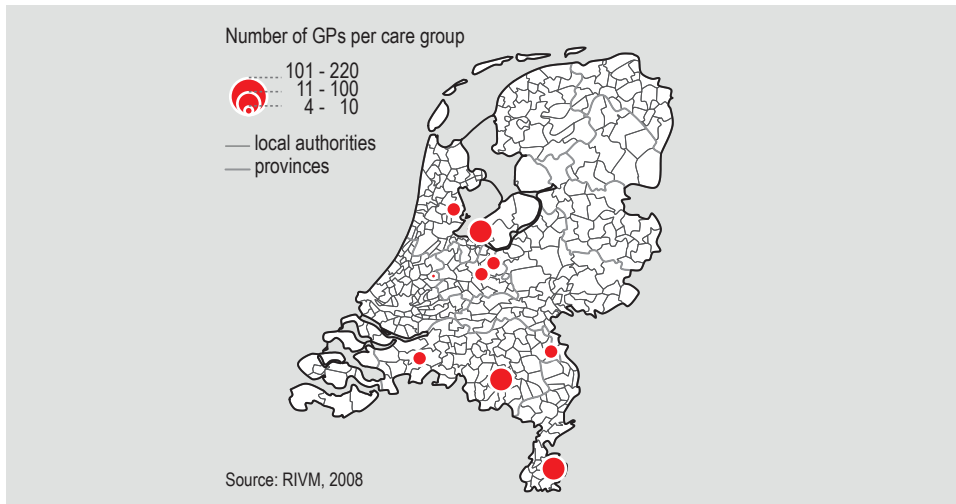 Number of GPs per care group
101 - 220
11 - 100
4 - 10
local authorities
provinces
Source: RIVM, 2008